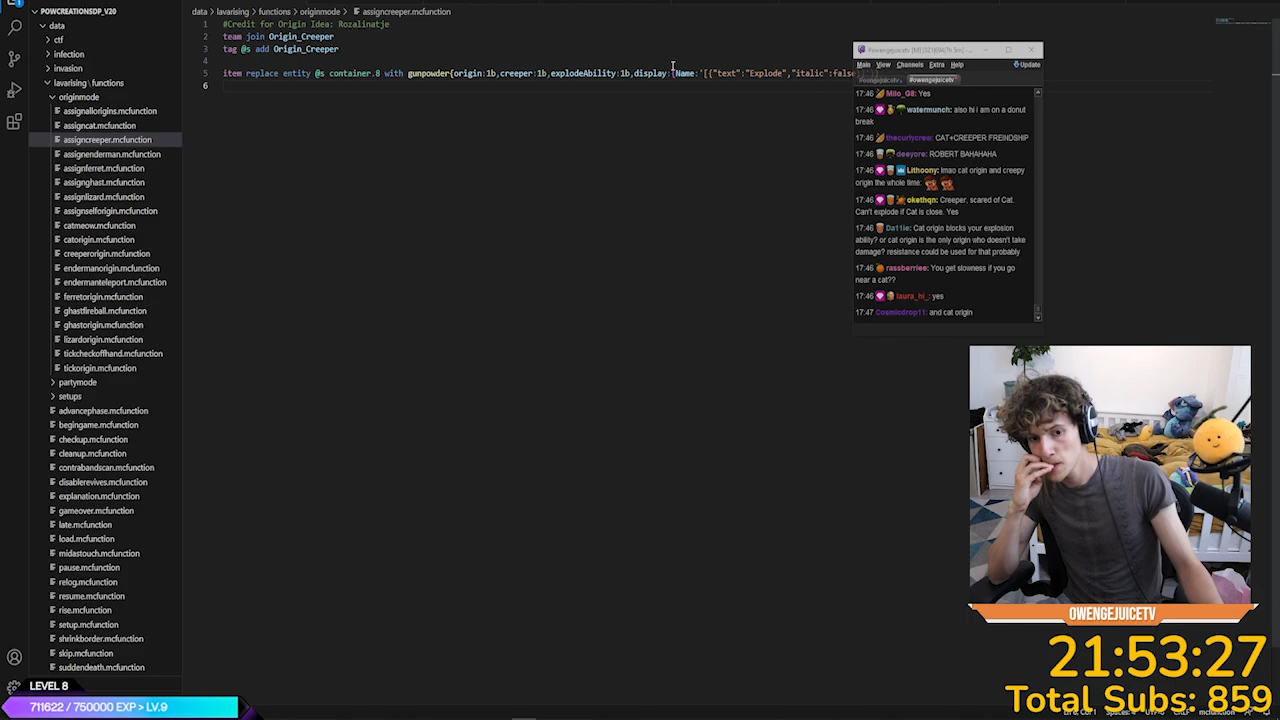 POWCREATIONSDP_V20
data
ctf
infection
invasion
lavarising \ functions
originmode
assignallorigins.mcfunction
assigncat.mcfunction
assigncreeper.mcfunction
assignenderman.mcfunction
assignferret.mcfunction
assignghast.mcfunction
assignlizard.mcfunction
assignselforigin.mcfunction
catmeow.mcfunction
catorigin.mcfunction
creeperorigin.mcfunction
endermanorigin.mcfunction
endermanteleport.mcfunction
ferretorigin.mcfunction
ghastfireball.mcfunction
ghastorigin.mcfunction
lizardorigin.mcfunction
tickcheckoffhand.mcfunction
tickorigin.mcfunction
partymode
setups
advancephase.mcfunction
begingame.mcfunction
checkup.mcfunction
cleanup.mcfunction
contrabandscan.mcfunction
disablerevives.mcfunction
explanation.mcfunction
gameover.mcfunction
late.mcfunction
load.mcfunction
midastouch.mcfunction
pause.mcfunction
relog.mcfunction
resume.mcfunction
rise.mcfunction
setup.mcfunction
shrinkborder.mcfunction
skip.mcfunction
suddendeath.mcfunction
LEVEL 8
711622 / 750000 EXP > LV.9
data > lavarising > functions > originmode > assigncreeper.mcfunction
1 #Credit for Origin Idea: Rozalinatje
2 team join Origin_Creeper
3 tag @s add Origin_Creeper
4
5 item replace entity @s container.8 with gunpowder{origin:1b,creeper:1b,explodeAbility:1b,display:{Name:'[{"text":"Explode","italic":false
6
Main View Channels Extra Help Update
#owengejuicetv
17:46 Milo_G8: Yes
17:46 watermunch: also hi i am on a donut
break
17:46 thecurlycrew: CAT+CREEPER FREINDSHIP
17:46 deeyore: ROBERT BAHAHAHA
17:46 Lithoony: lmao cat origin and creepy
origin the whole time:
17:46 okethqn: Creeper, scared of Cat.
Can't explode if Cat is close. Yes
17:46 Da11ie: Cat origin blocks your explosion
ability? or cat origin is the only origin who doesn't take
damage? resistance could be used for that probably
17:46 rassberriee: You get slowness if you go
near a cat??
17:46 laura_hi_: yes
17:47 Cosmicdrop11: and cat origin
OWENGEJUICETV
21:53:27
Total Subs: 859